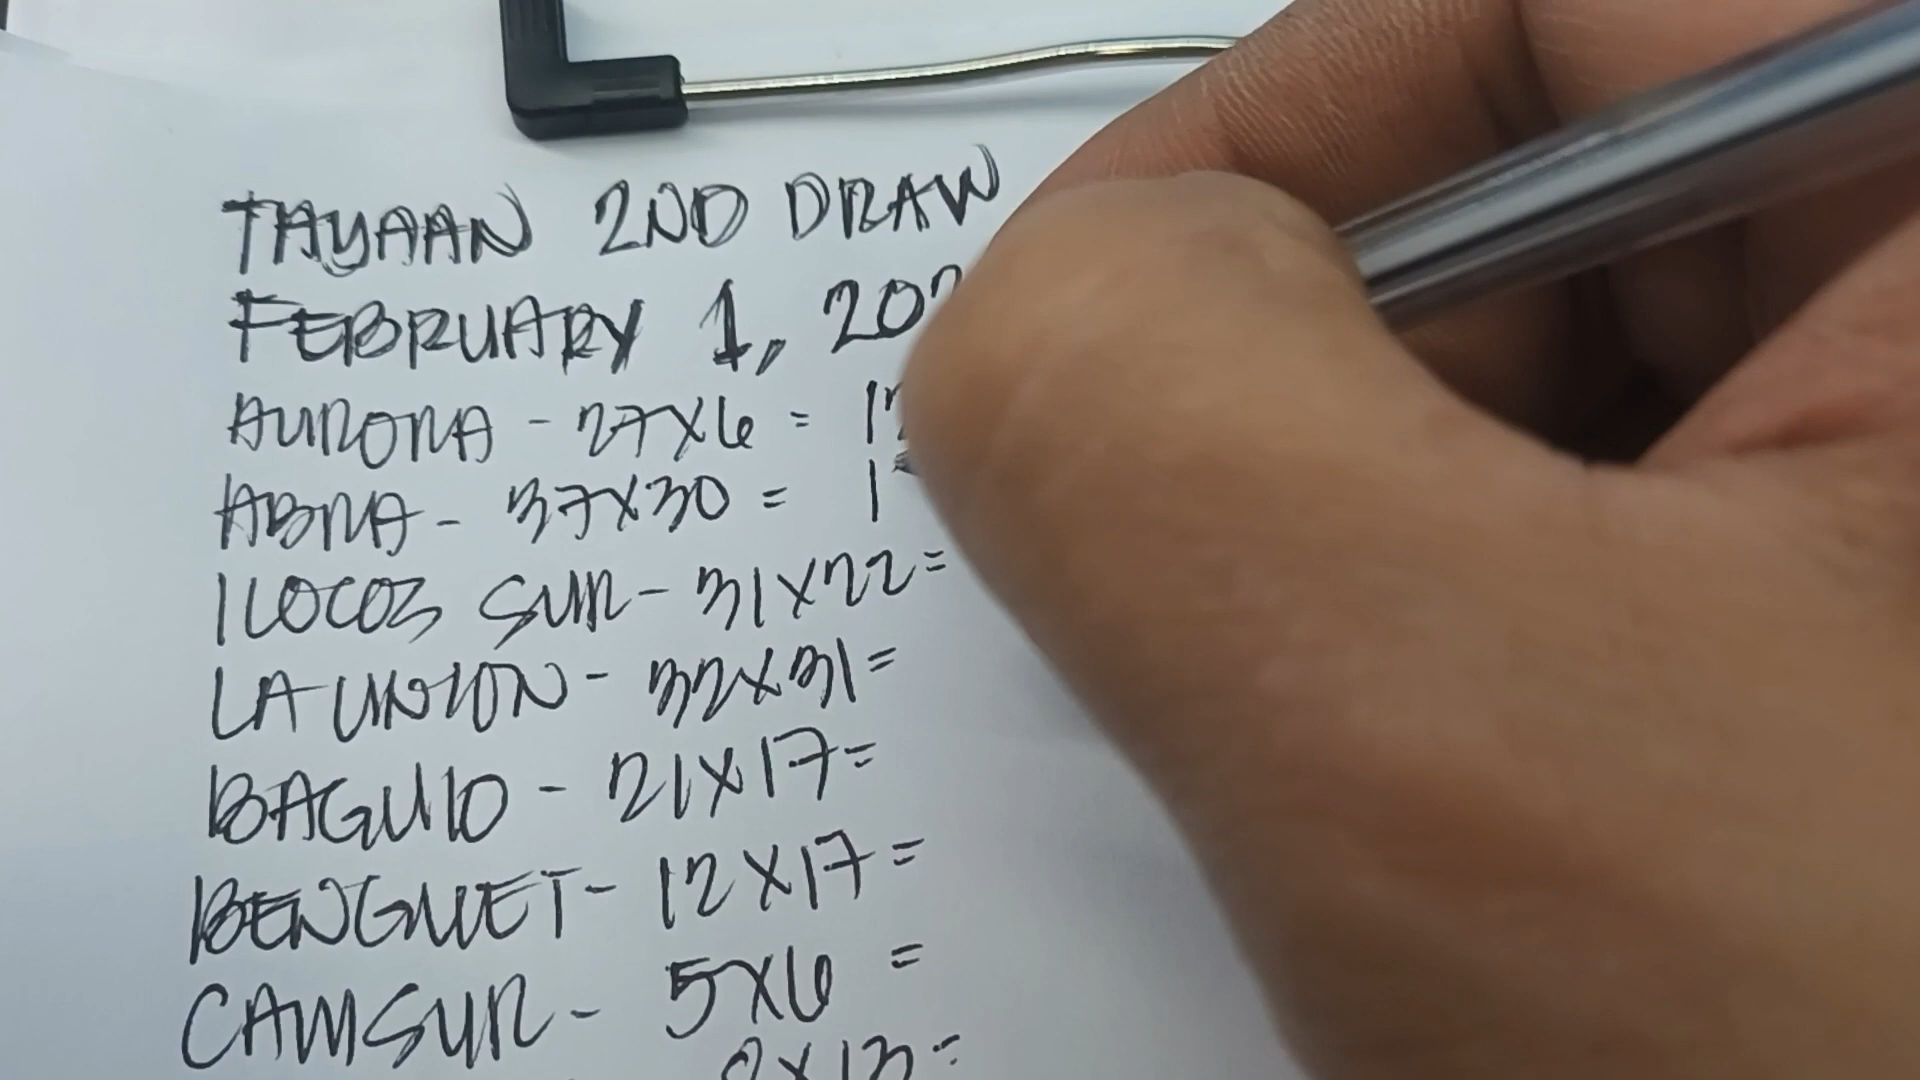 TAYAAN 2ND DRAW
FEBRUARY 1, 202
AURORA - 27X6 = 1
ABRA - 37X30 = 1
ILOCOS SUR - 31X22 =
LA UNION - 32X31 =
BAGUIO - 21X17 =
BENGUET - 12X17 =
CAMSUR - 5X6 =
X13 =